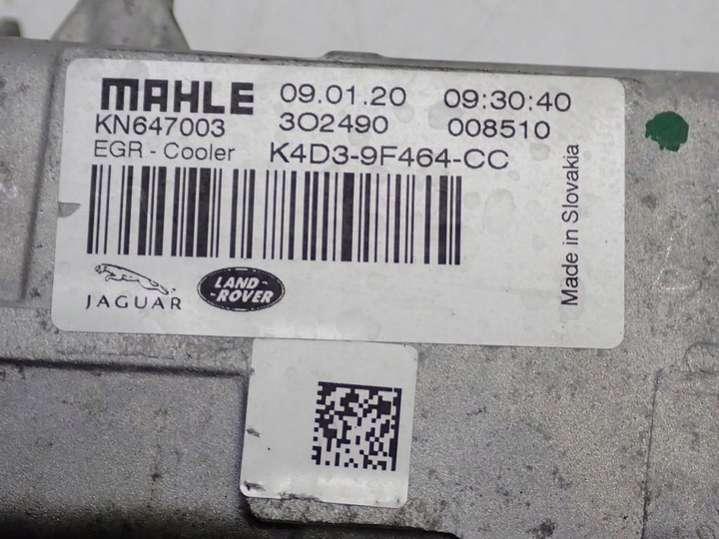 MAHLE 09.01.20 09:30:40
KN647003 3O2490 008510
EGR - Cooler K4D3-9F464-CC
JAGUAR
LAND-
-ROVER
Made in Slovakia